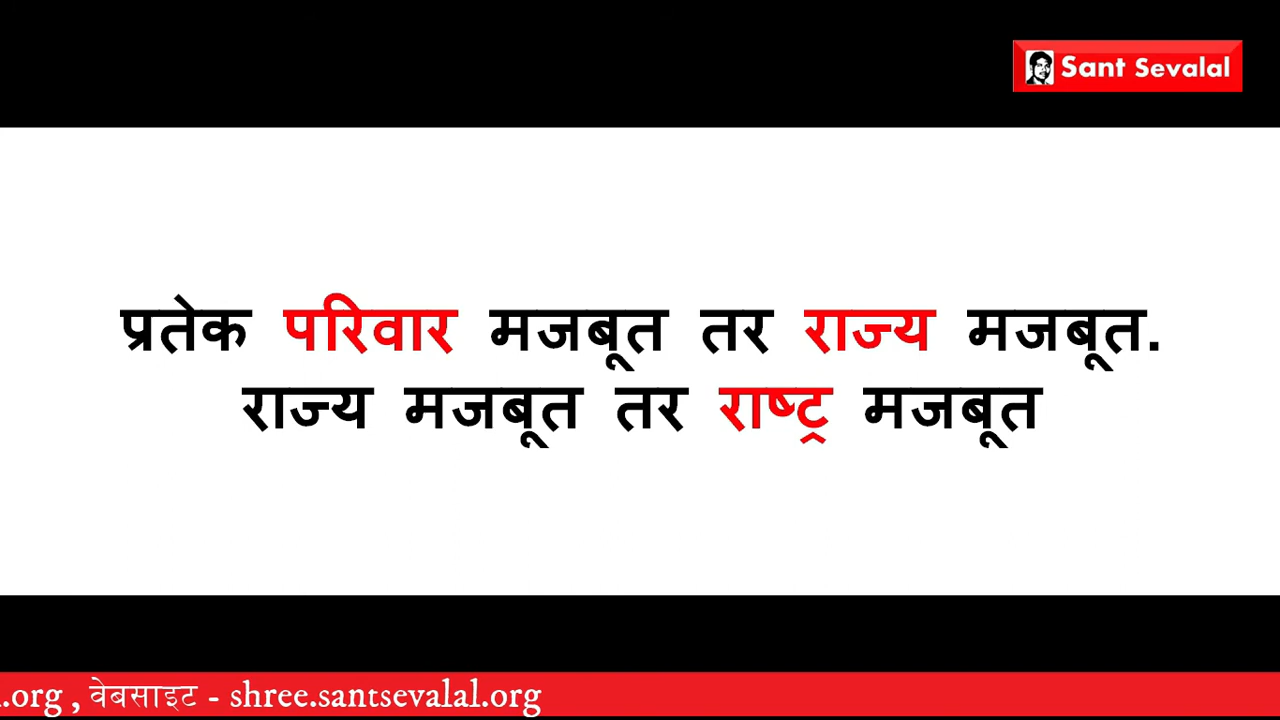 Sant Sevalal
प्रतेक परिवार मजबूत तर राज्य मजबूत.
राज्य मजबूत तर राष्ट्र मजबूत
.org , वेबसाइट - shree.santsevalal.org